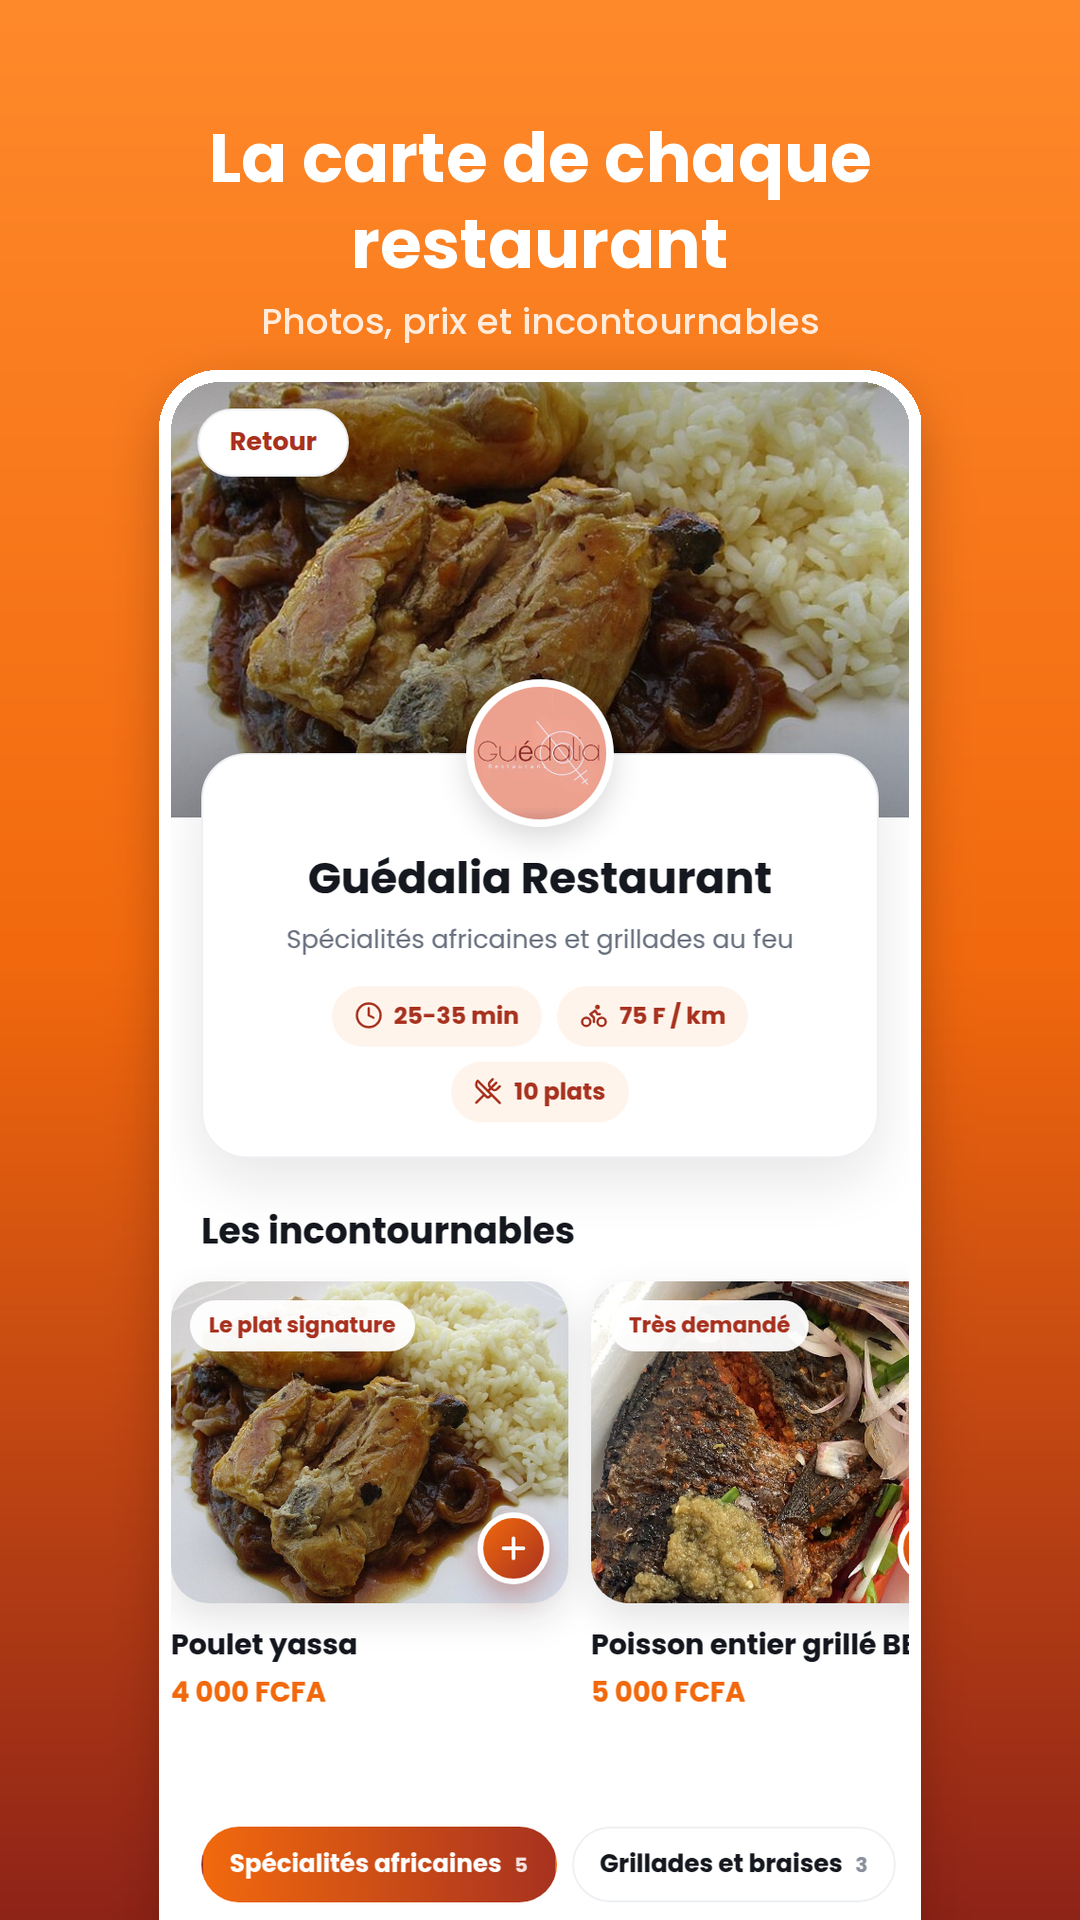 La carte de chaque
restaurant
Photos, prix et incontournables
Retour
Guédalia
Restaurant
Guédalia Restaurant
Spécialités africaines et grillades au feu
25-35 min
75 F / km
10 plats
Les incontournables
Le plat signature
Très demandé
Poulet yassa
Poisson entier grillé
4 000 FCFA
5 000 FCFA
Spécialités africaines 5
Grillades et braises 3